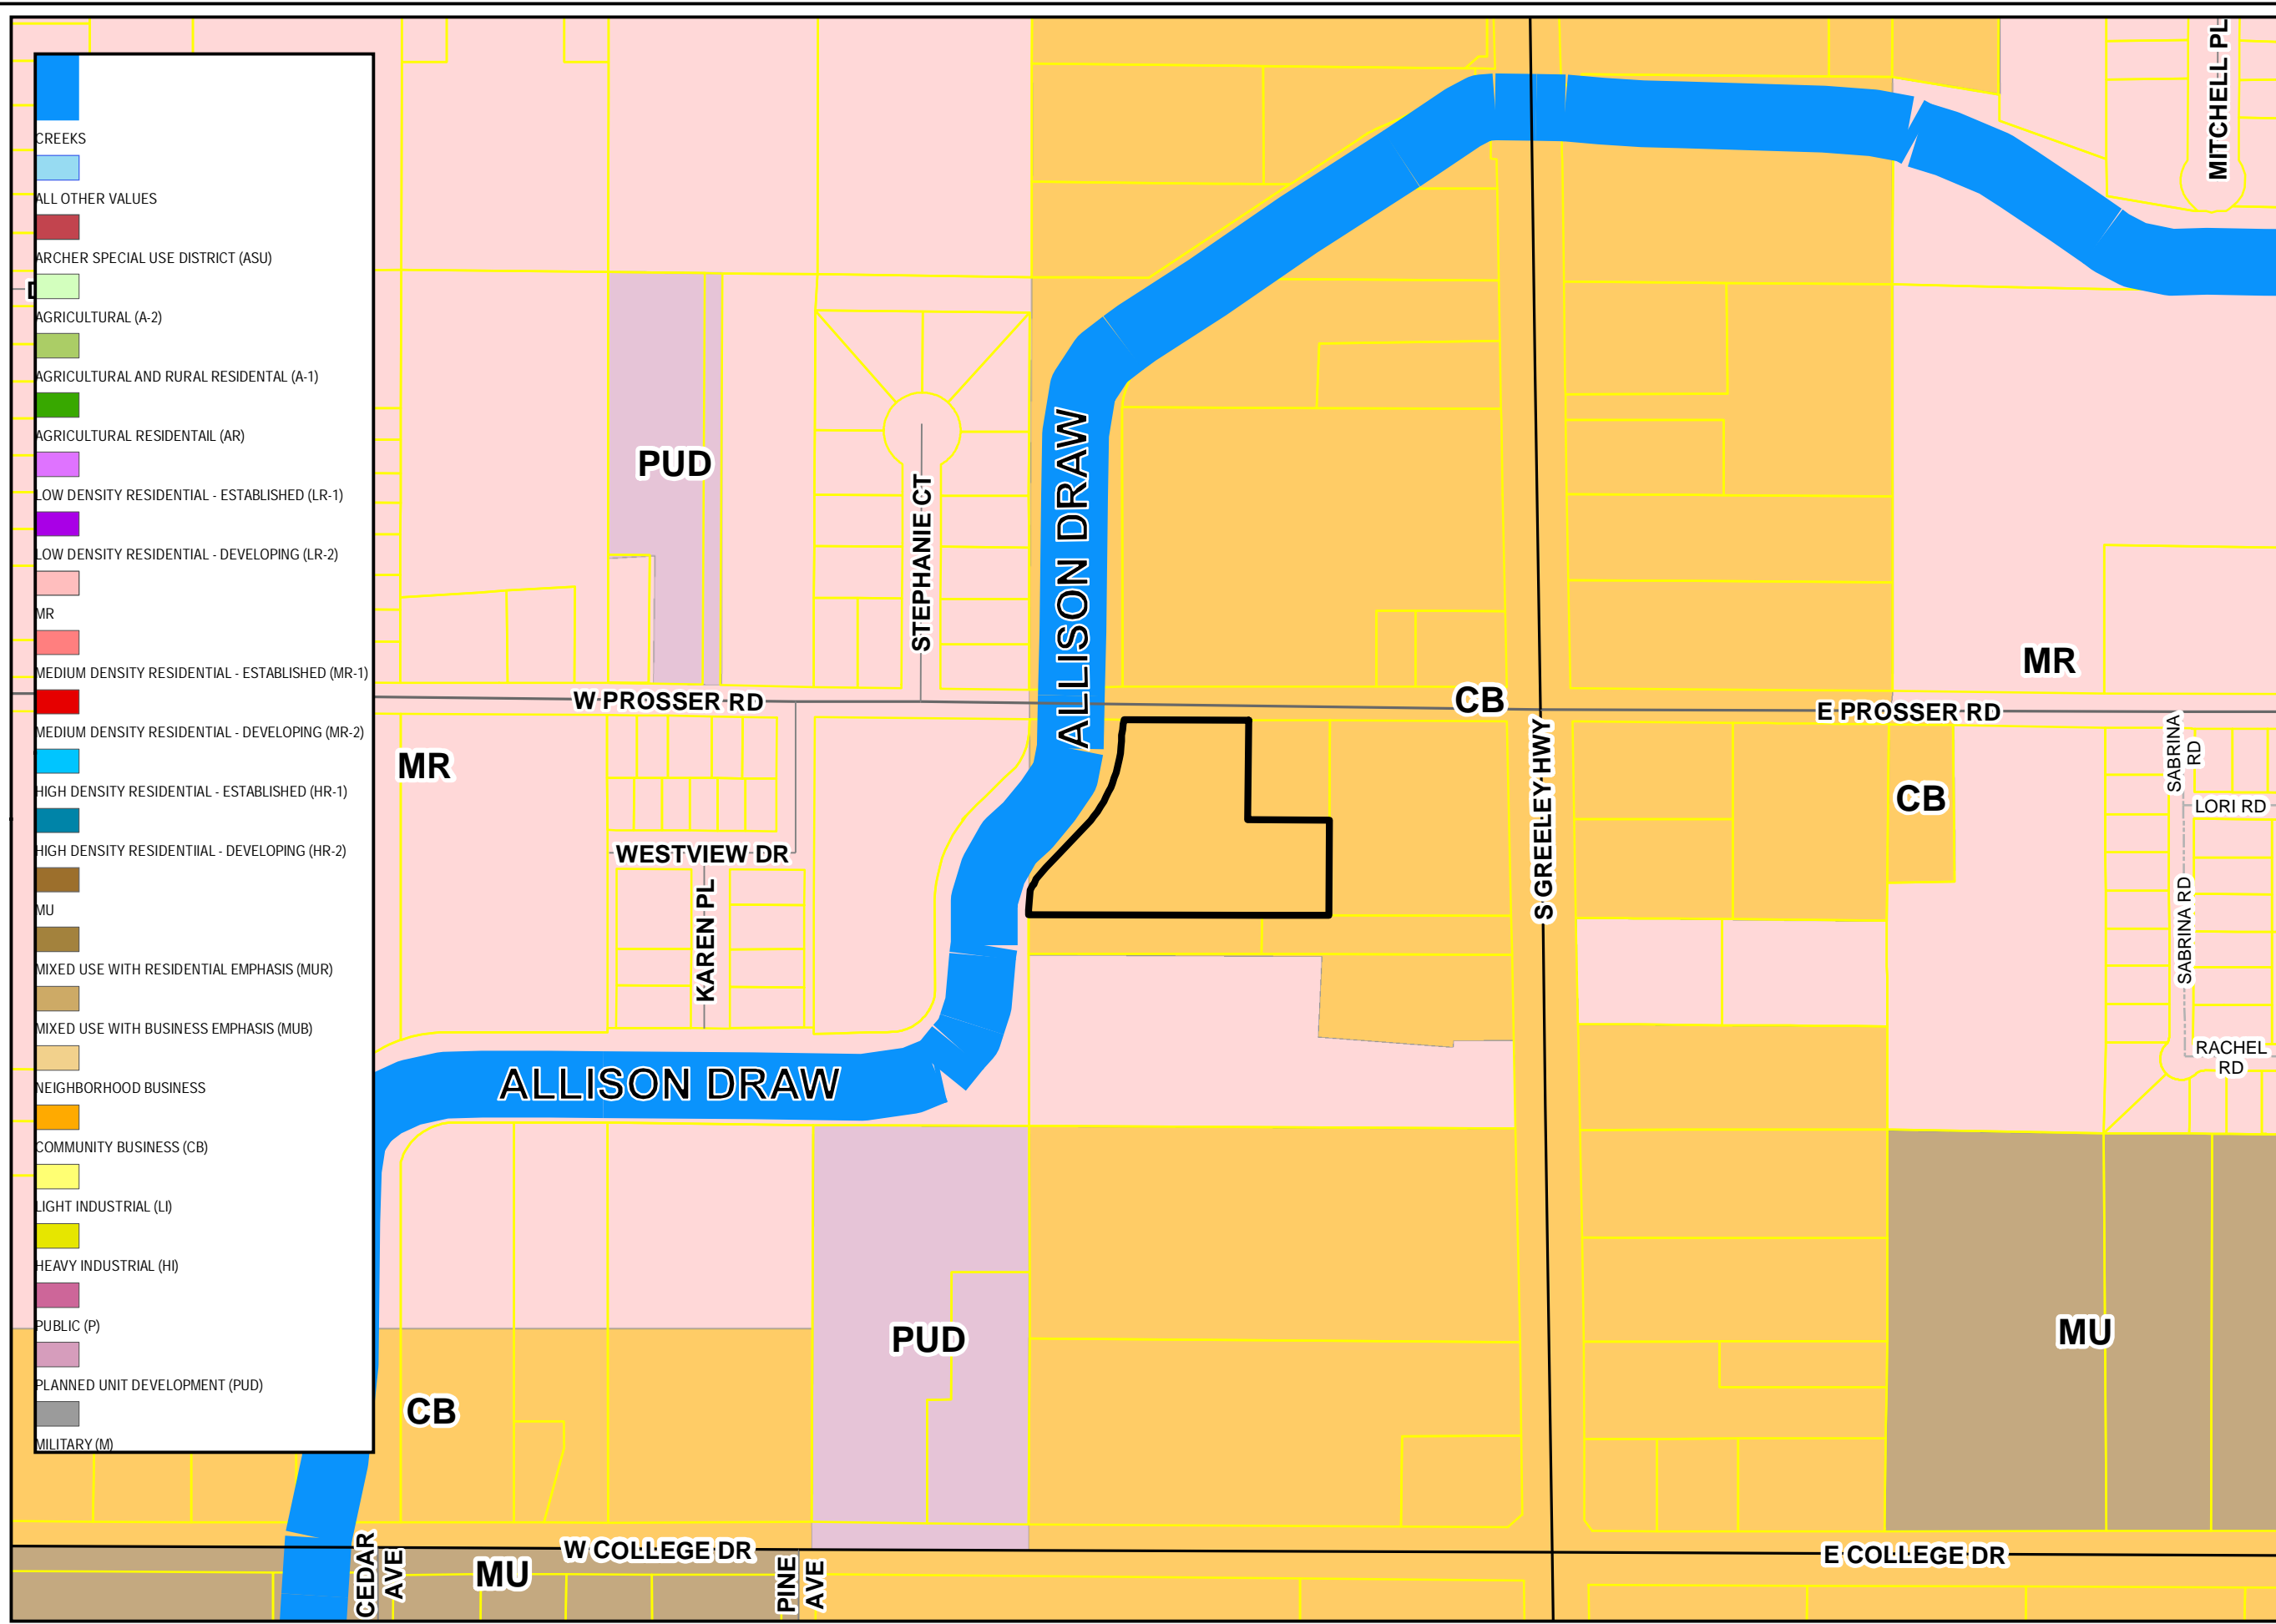 CREEKS
ALL OTHER VALUES
ARCHER SPECIAL USE DISTRICT (ASU)
AGRICULTURAL (A-2)
AGRICULTURAL AND RURAL RESIDENTAL (A-1)
AGRICULTURAL RESIDENTAIL (AR)
LOW DENSITY RESIDENTIAL - ESTABLISHED (LR-1)
LOW DENSITY RESIDENTIAL - DEVELOPING (LR-2)
MR
MEDIUM DENSITY RESIDENTIAL - ESTABLISHED (MR-1)
MEDIUM DENSITY RESIDENTIAL - DEVELOPING (MR-2)
HIGH DENSITY RESIDENTIAL - ESTABLISHED (HR-1)
HIGH DENSITY RESIDENTIIAL - DEVELOPING (HR-2)
MU
MIXED USE WITH RESIDENTIAL EMPHASIS (MUR)
MIXED USE WITH BUSINESS EMPHASIS (MUB)
NEIGHBORHOOD BUSINESS
COMMUNITY BUSINESS (CB)
LIGHT INDUSTRIAL (LI)
HEAVY INDUSTRIAL (HI)
PUBLIC (P)
PLANNED UNIT DEVELOPMENT (PUD)
MILITARY (M)
MITCHELL PL
PUD
STEPHANIE CT
ALLISON DRAW
MR
W PROSSER RD
CB
E PROSSER RD
MR
S GREELEY HWY
CB
SABRINA
RD
LORI RD
WESTVIEW DR
KAREN PL
SABRINA RD
RACHEL
RD
ALLISON DRAW
PUD
MU
CB
W COLLEGE DR
E COLLEGE DR
CEDAR
AVE
MU
PINE
AVE